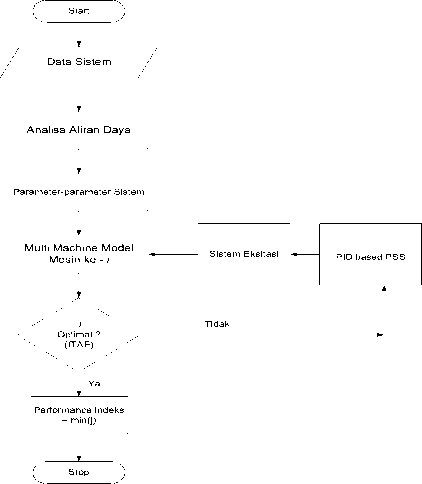 Start
Data Sistem
Analisa Aliran Daya
Parameter-parameter Sistem
Multi Machine Model
Mesin ke - i
Sistem Eksitasi
PID based PSS
J
Optimal ?
(ITAE)
Tidak
Ya
Performance Indeks
= min(J)
Stop